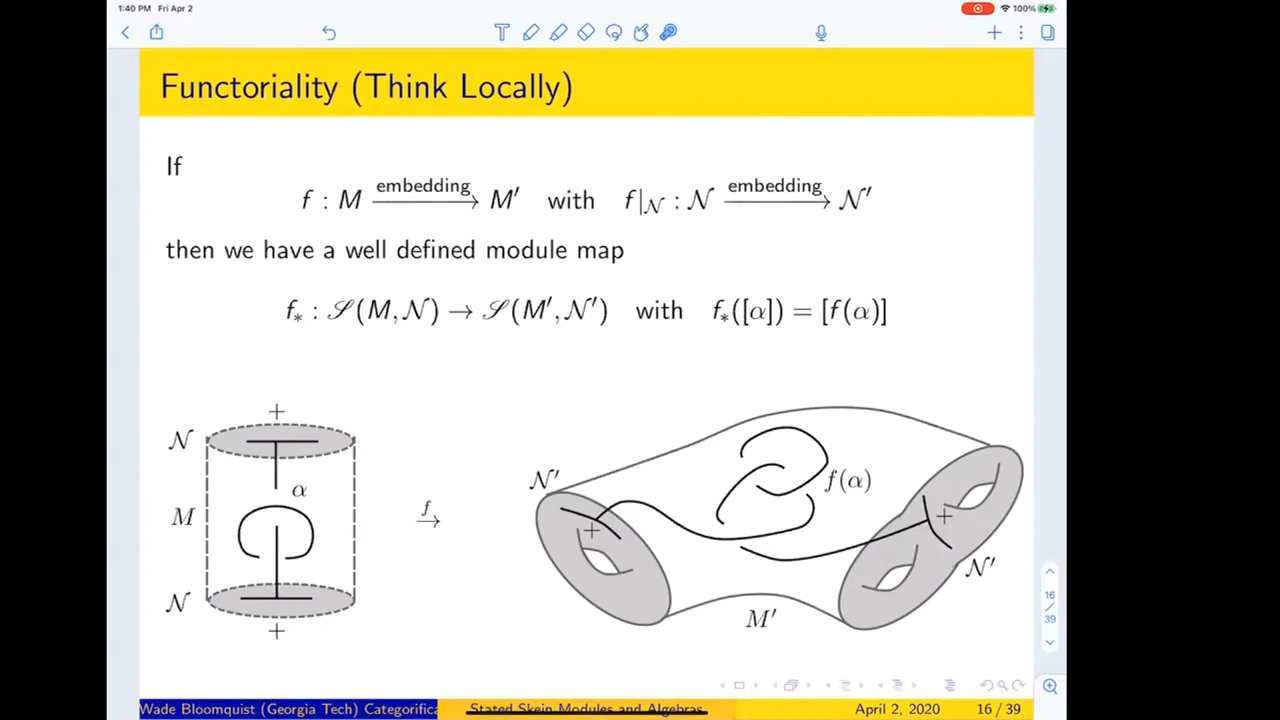 1:40 PM Fri Apr 2
100%
Functoriality (Think Locally)
If
f : M embedding→ M′ with f|𝒩 : 𝒩 embedding→ 𝒩′
then we have a well defined module map
f∗ : 𝒮(M, 𝒩) → 𝒮(M′, 𝒩′) with f∗([α]) = [f(α)]
+
𝒩
α
M
f→
𝒩
+
𝒩′
f(α)
+
+
𝒩′
M′
16
/
39
Wade Bloomquist (Georgia Tech) Categorifica
Stated Skein Modules and Algebras
April 2, 2020
16 / 39